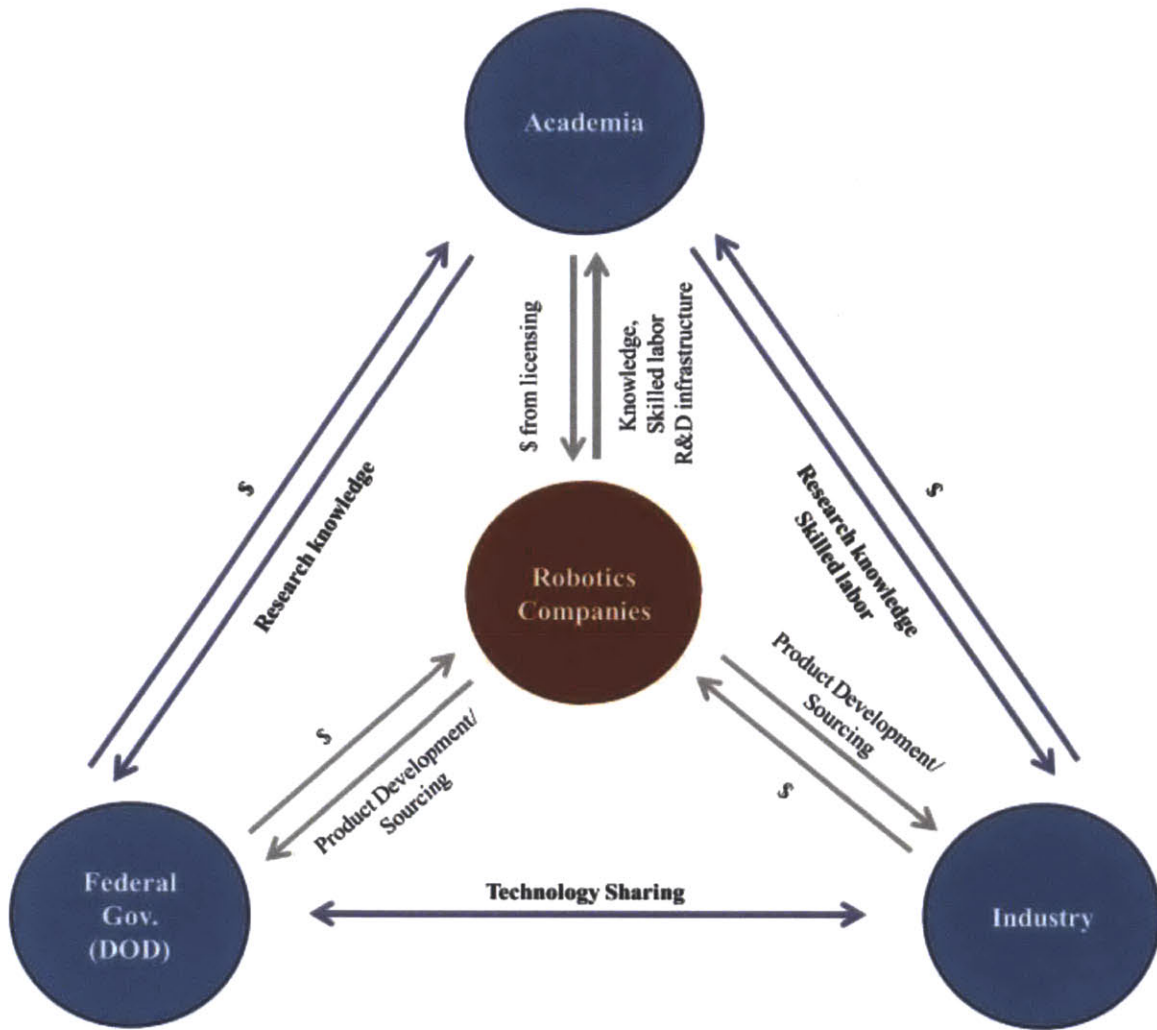 Academia
$ from licensing
Knowledge,
Skilled labor
R&D infrastructure
$
Research knowledge
$
Research knowledge
Skilled labor
Robotics
Companies
$
Product Development/
Sourcing
Product Development/
Sourcing
$
Federal
Gov.
(DOD)
Technology Sharing
Industry